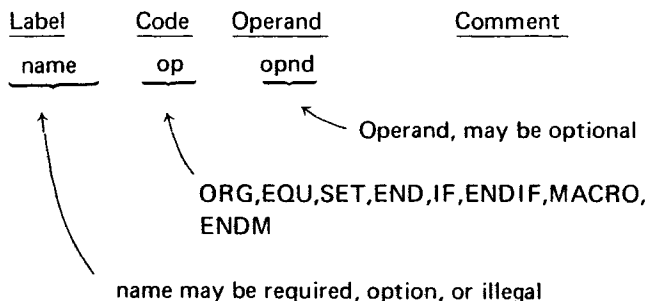 Label Code Operand Comment
name op opnd
Operand, may be optional
ORG,EQU,SET,END,IF,ENDIF,MACRO,
ENDM
name may be required, option, or illegal